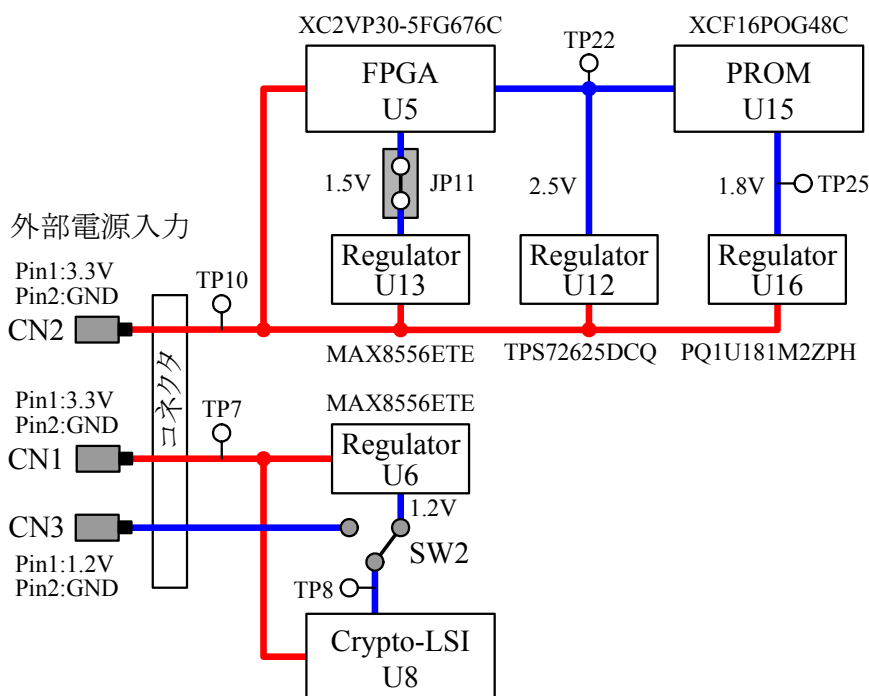 XC2VP30-5FG676C
XCF16POG48C
TP22
FPGA
U5
PROM
U15
1.5V
JP11
2.5V
1.8V
TP25
外部電源入力
Pin1:3.3V
Pin2:GND
CN2
TP10
Regulator
U13
Regulator
U12
Regulator
U16
MAX8556ETE
TPS72625DCQ
PQ1U181M2ZPH
コネクタ
Pin1:3.3V
Pin2:GND
CN1
TP7
MAX8556ETE
Regulator
U6
1.2V
CN3
SW2
Pin1:1.2V
Pin2:GND
TP8
Crypto-LSI
U8